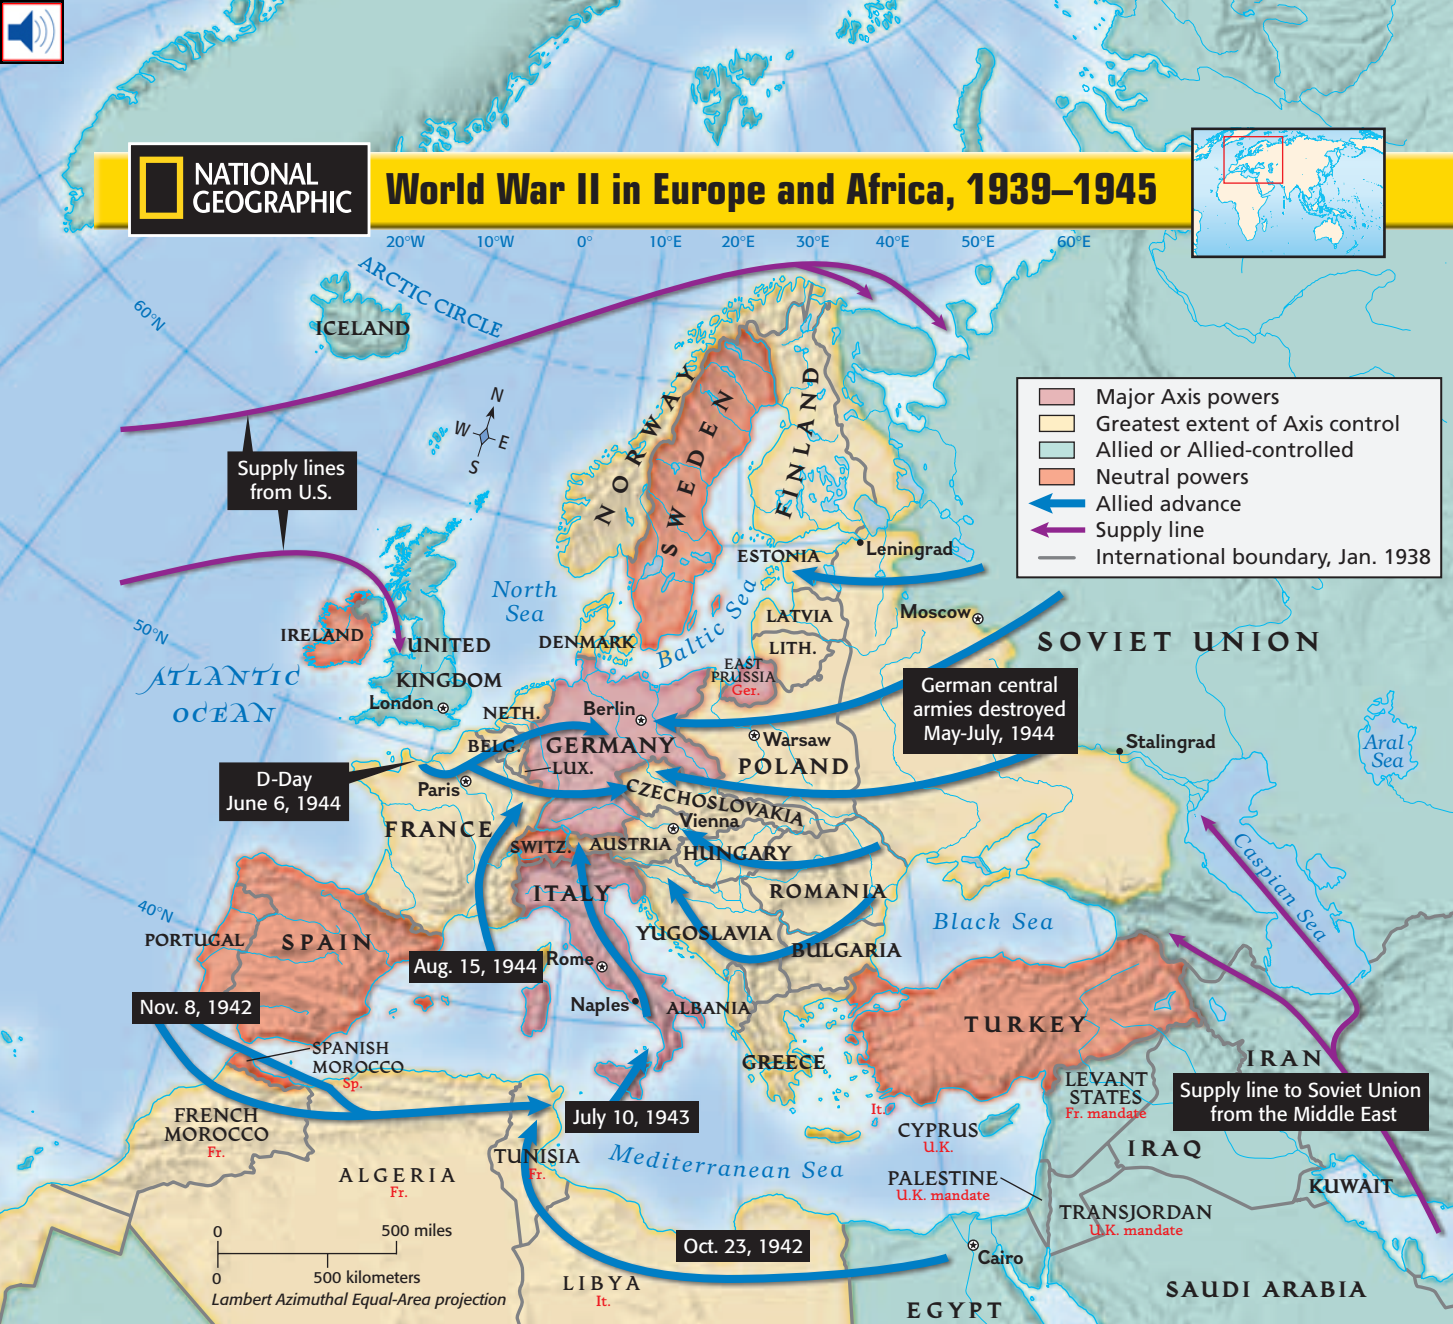 NATIONAL
GEOGRAPHIC
World War II in Europe and Africa, 1939–1945
20°W
10°W
0°
10°E
20°E
30°E
40°E
50°E
60°E
ARCTIC CIRCLE
60°N
ICELAND
Major Axis powers
Greatest extent of Axis control
Allied or Allied-controlled
Neutral powers
Allied advance
Supply line
International boundary, Jan. 1938
N
W
E
S
Supply lines
from U.S.
NORWAY
SWEDEN
FINLAND
Leningrad
ESTONIA
North
Sea
Baltic Sea
50°N
IRELAND
UNITED
KINGDOM
London
DENMARK
LATVIA
LITH.
Moscow
SOVIET UNION
EAST
PRUSSIA
Ger.
ATLANTIC
OCEAN
German central
armies destroyed
May-July, 1944
NETH.
Berlin
BELG.
GERMANY
LUX.
Warsaw
POLAND
Stalingrad
Aral
Sea
D-Day
June 6, 1944
Paris
FRANCE
CZECHOSLOVAKIA
Vienna
SWITZ.
AUSTRIA
HUNGARY
ITALY
ROMANIA
Caspian Sea
40°N
PORTUGAL
SPAIN
YUGOSLAVIA
BULGARIA
Black Sea
Aug. 15, 1944
Rome
Naples
ALBANIA
Nov. 8, 1942
TURKEY
SPANISH
MOROCCO
Sp.
GREECE
IRAN
LEVANT
STATES
Fr. mandate
Supply line to Soviet Union
from the Middle East
It.
July 10, 1943
FRENCH
MOROCCO
Fr.
CYPRUS
U.K.
IRAQ
TUNISIA
Fr.
Mediterranean Sea
ALGERIA
Fr.
PALESTINE
U.K. mandate
KUWAIT
TRANSJORDAN
U.K. mandate
0
500 miles
0
500 kilometers
Lambert Azimuthal Equal-Area projection
Oct. 23, 1942
Cairo
LIBYA
It.
EGYPT
SAUDI ARABIA